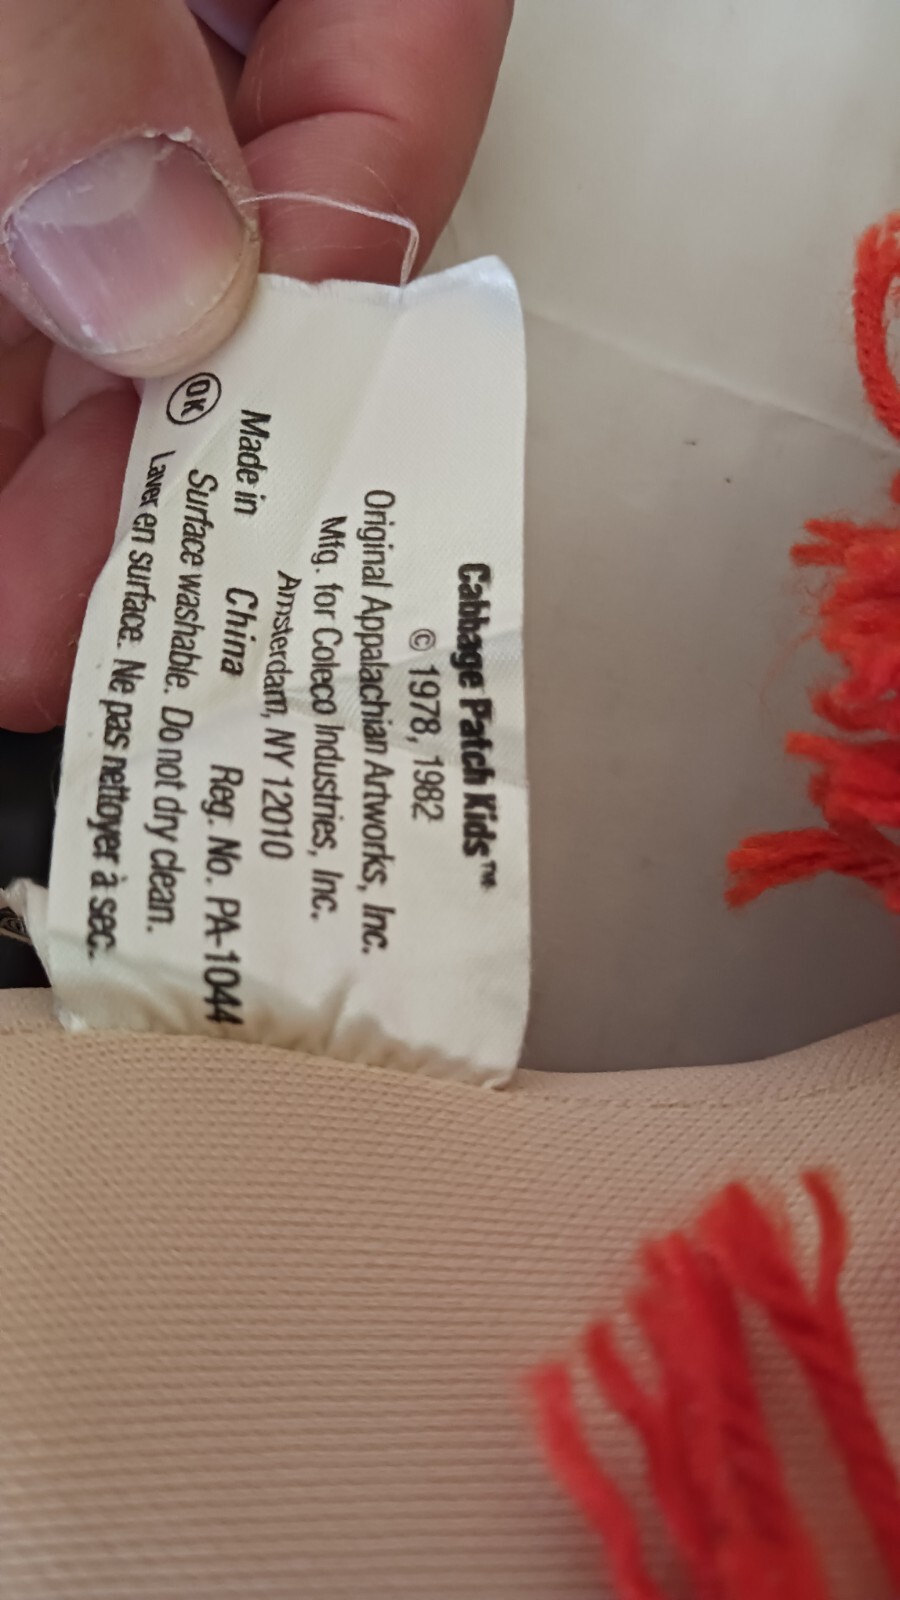 Cabbage Patch Kids™
© 1978, 1982
Original Appalachian Artworks, Inc.
Mfg. for Coleco Industries, Inc.
Amsterdam, NY 12010
Made in China Reg. No. PA-1044
OK Surface washable. Do not dry clean.
Laver en surface. Ne pas nettoyer à sec.